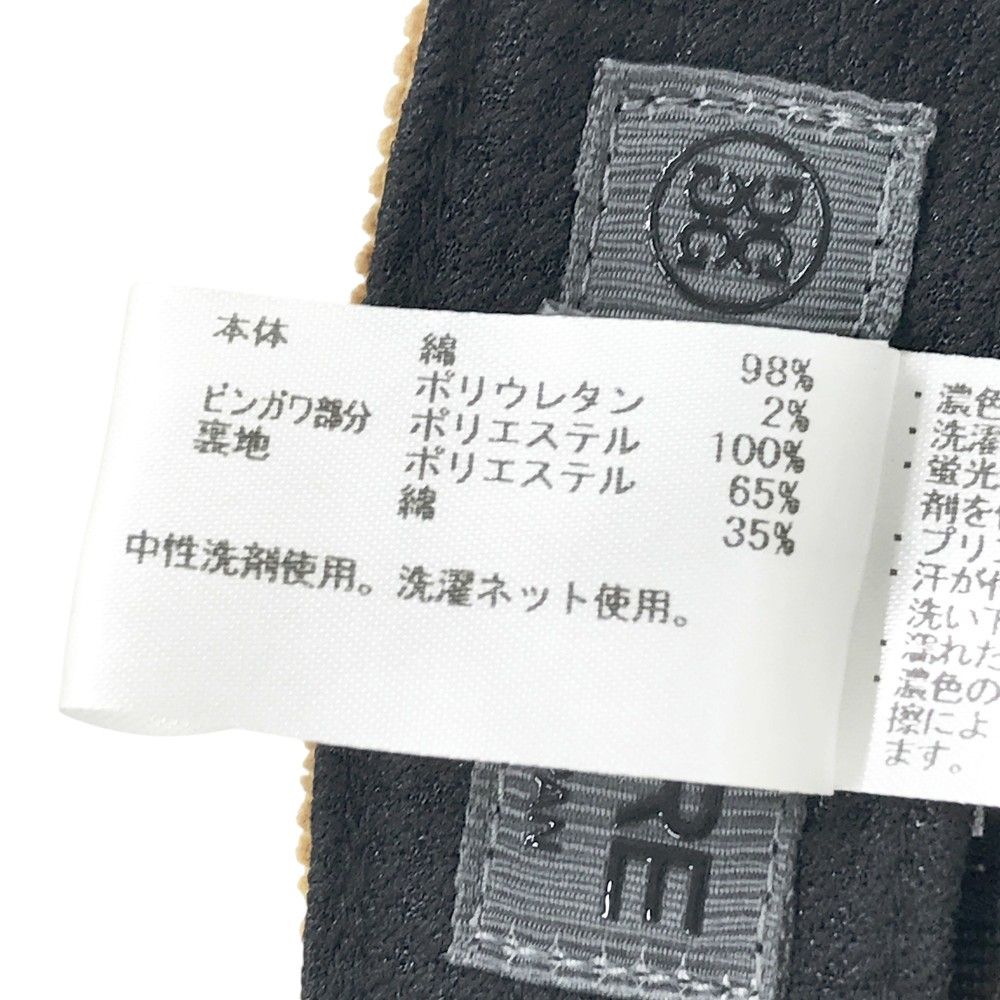 本体 綿 98%
ポリウレタン 2%
ビンガワ部分 ポリエステル 100%
裏地 ポリエステル 65%
綿 35%
中性洗剤使用。洗濯ネット使用。
・濃色
・洗濯
・蛍光
剤を
・プリ
・汗が
洗い
・濡れた
・濃色の
擦によ
ます。
RE